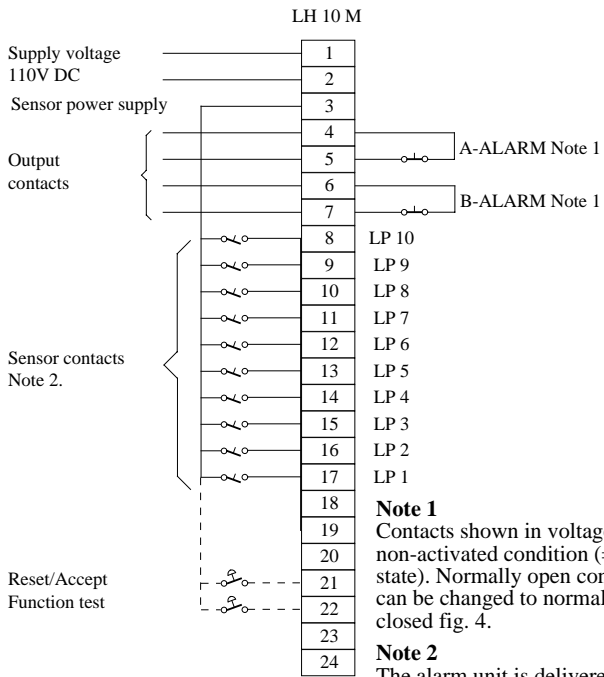 LH 10 M
Supply voltage
110V DC
Sensor power supply
Output
contacts
Sensor contacts
Note 2.
Reset/Accept
Function test
1
2
3
4
5
6
7
8
9
10
11
12
13
14
15
16
17
18
19
20
21
22
23
24
A-ALARM Note 1
B-ALARM Note 1
LP 10
LP 9
LP 8
LP 7
LP 6
LP 5
LP 4
LP 3
LP 2
LP 1
Note 1
Contacts shown in voltage
non-activated condition (=
state). Normally open con
can be changed to normal
closed fig. 4.
Note 2
The alarm unit is delivere